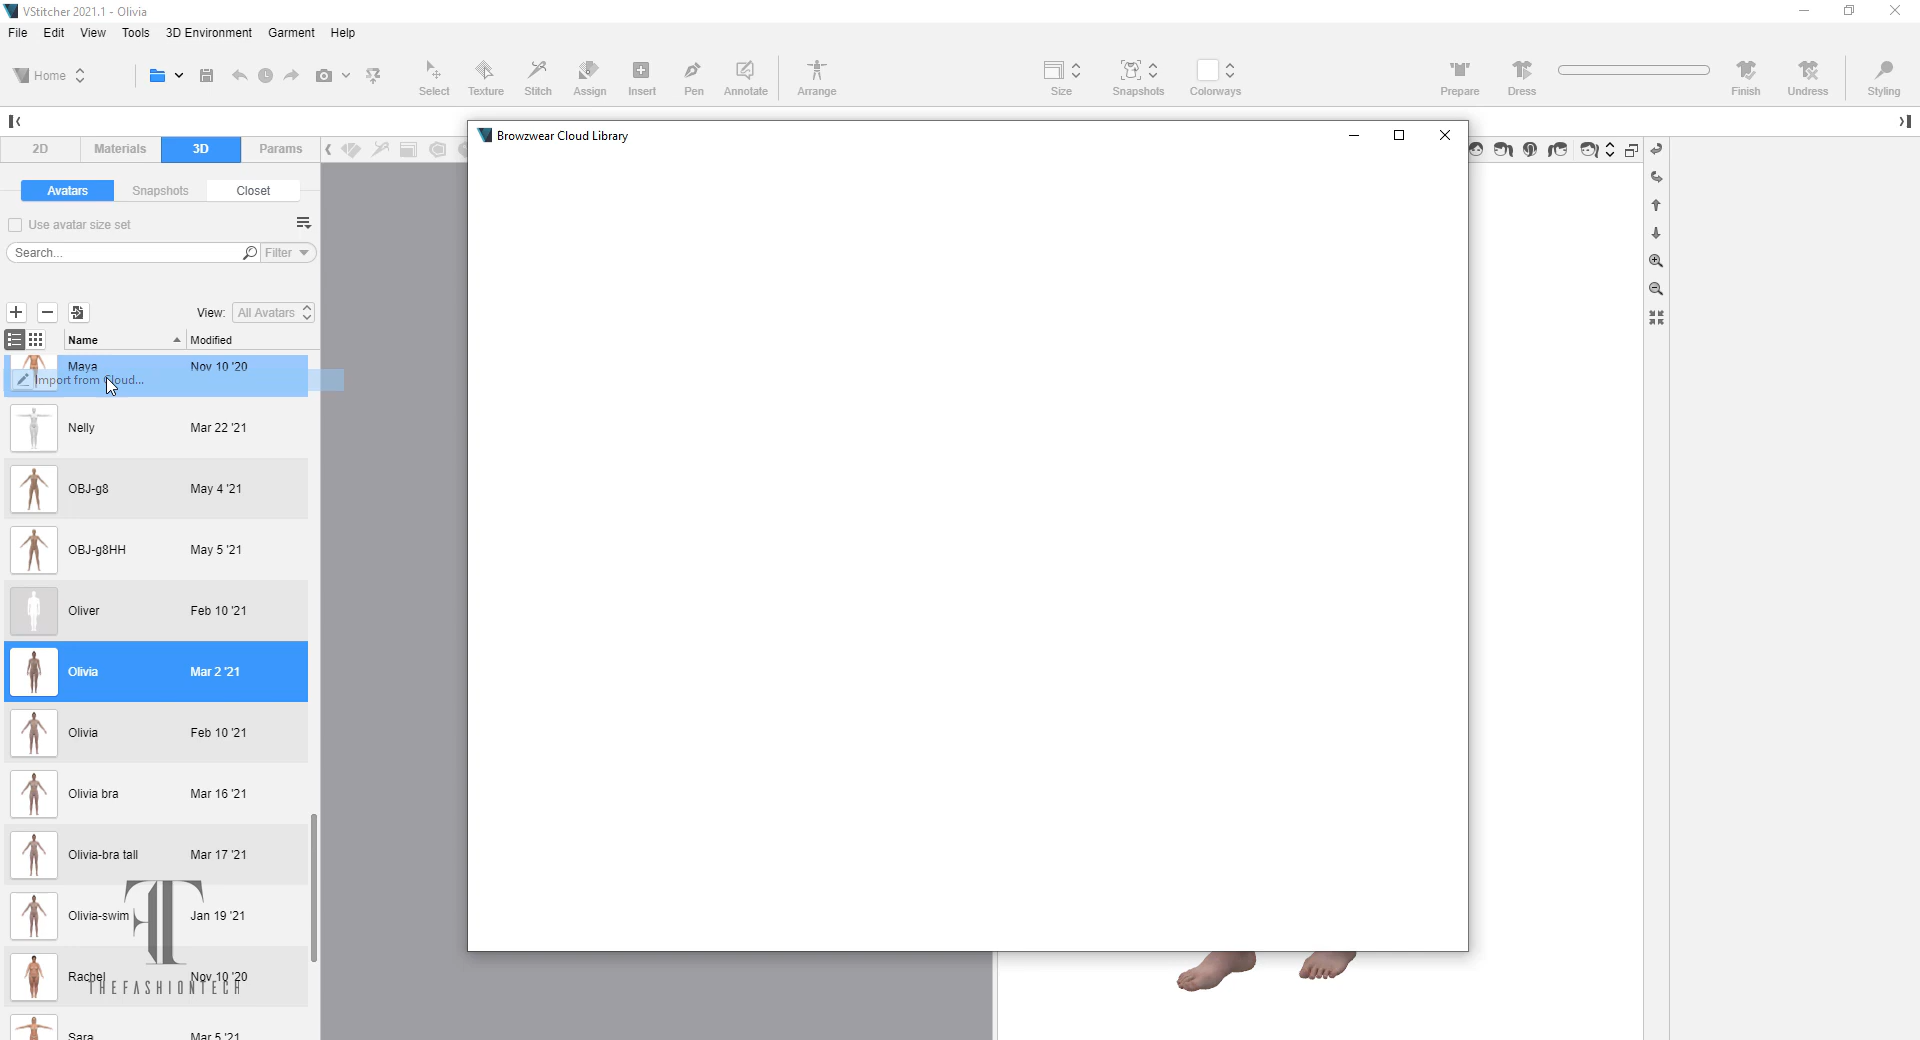 VStitcher 2021.1 - Olivia
File Edit View Tools 3D Environment Garment Help
Home
Select Texture Stitch Assign Insert Pen Annotate Arrange Size Snapshots Colorways Prepare Dress Finish Undress Styling
2D Materials 3D Params
Browzwear Cloud Library
Avatars Snapshots Closet
Use avatar size set
Search... Filter
View: All Avatars
Name Modified
Maya Nov 10 '20
Import from Cloud...
Nelly Mar 22 '21
OBJ-g8 May 4 '21
OBJ-g8HH May 5 '21
Oliver Feb 10 '21
Olivia Mar 2 '21
Olivia Feb 10 '21
Olivia bra Mar 16 '21
Olivia-bra tall Mar 17 '21
Olivia-swim Jan 19 '21
Rachel Nov 10 '20
THEFASHIONTECH
Sara Mar 5 '21